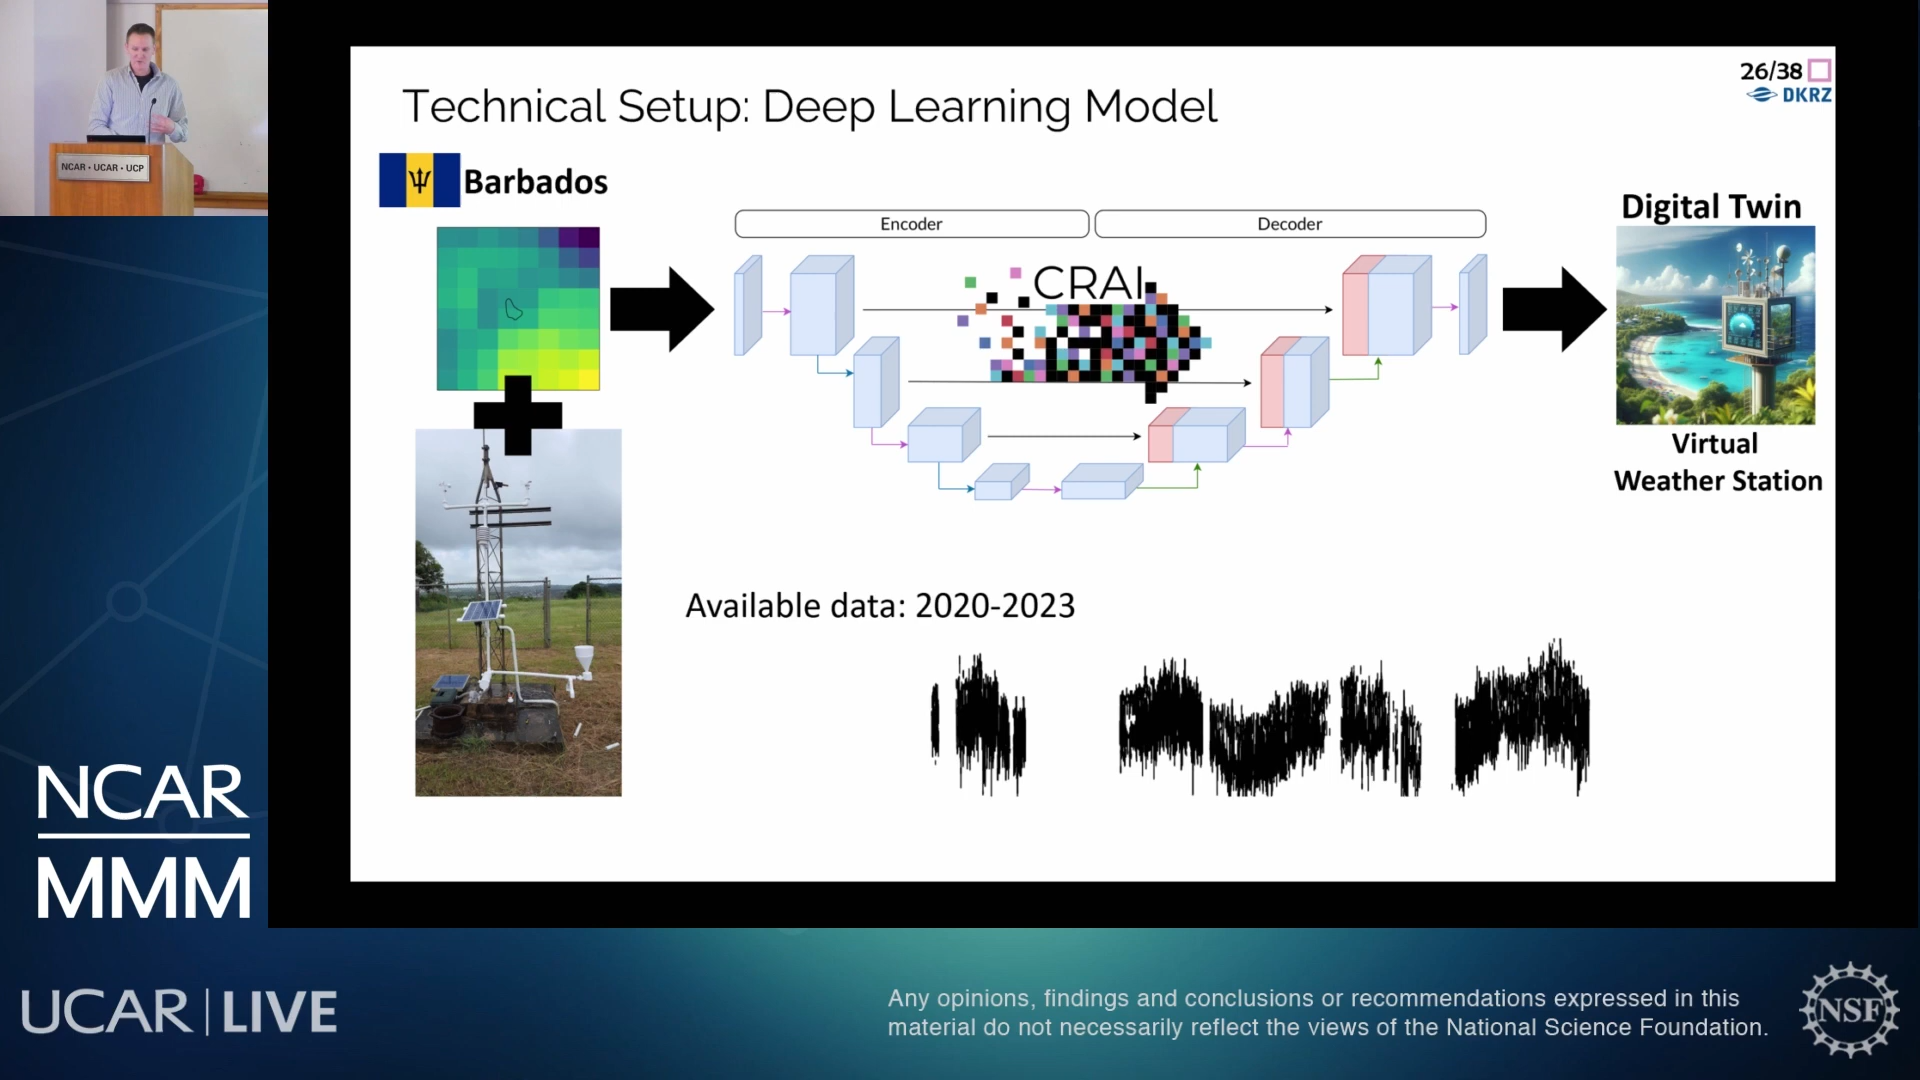 NCAR • UCAR • UCP
26/38
DKRZ
Technical Setup: Deep Learning Model
Barbados
Encoder
Decoder
CRAI
Digital Twin
Virtual
Weather Station
Available data: 2020-2023
NCAR
MMM
UCAR | LIVE
Any opinions, findings and conclusions or recommendations expressed in this
material do not necessarily reflect the views of the National Science Foundation.
NSF